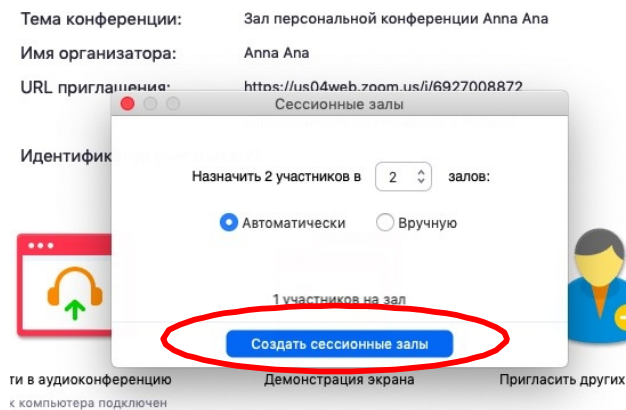 Тема конференции: Зал персональной конференции Anna Ana
Имя организатора: Anna Ana
URL приглашения: https://us04web.zoom.us/j/6927008872
Сессионные залы
Идентифик
Назначить 2 участников в 2 залов:
Автоматически Вручную
1 участников на зал
Создать сессионные залы
ти в аудиоконференцию Демонстрация экрана Пригласить других
к компьютера подключен